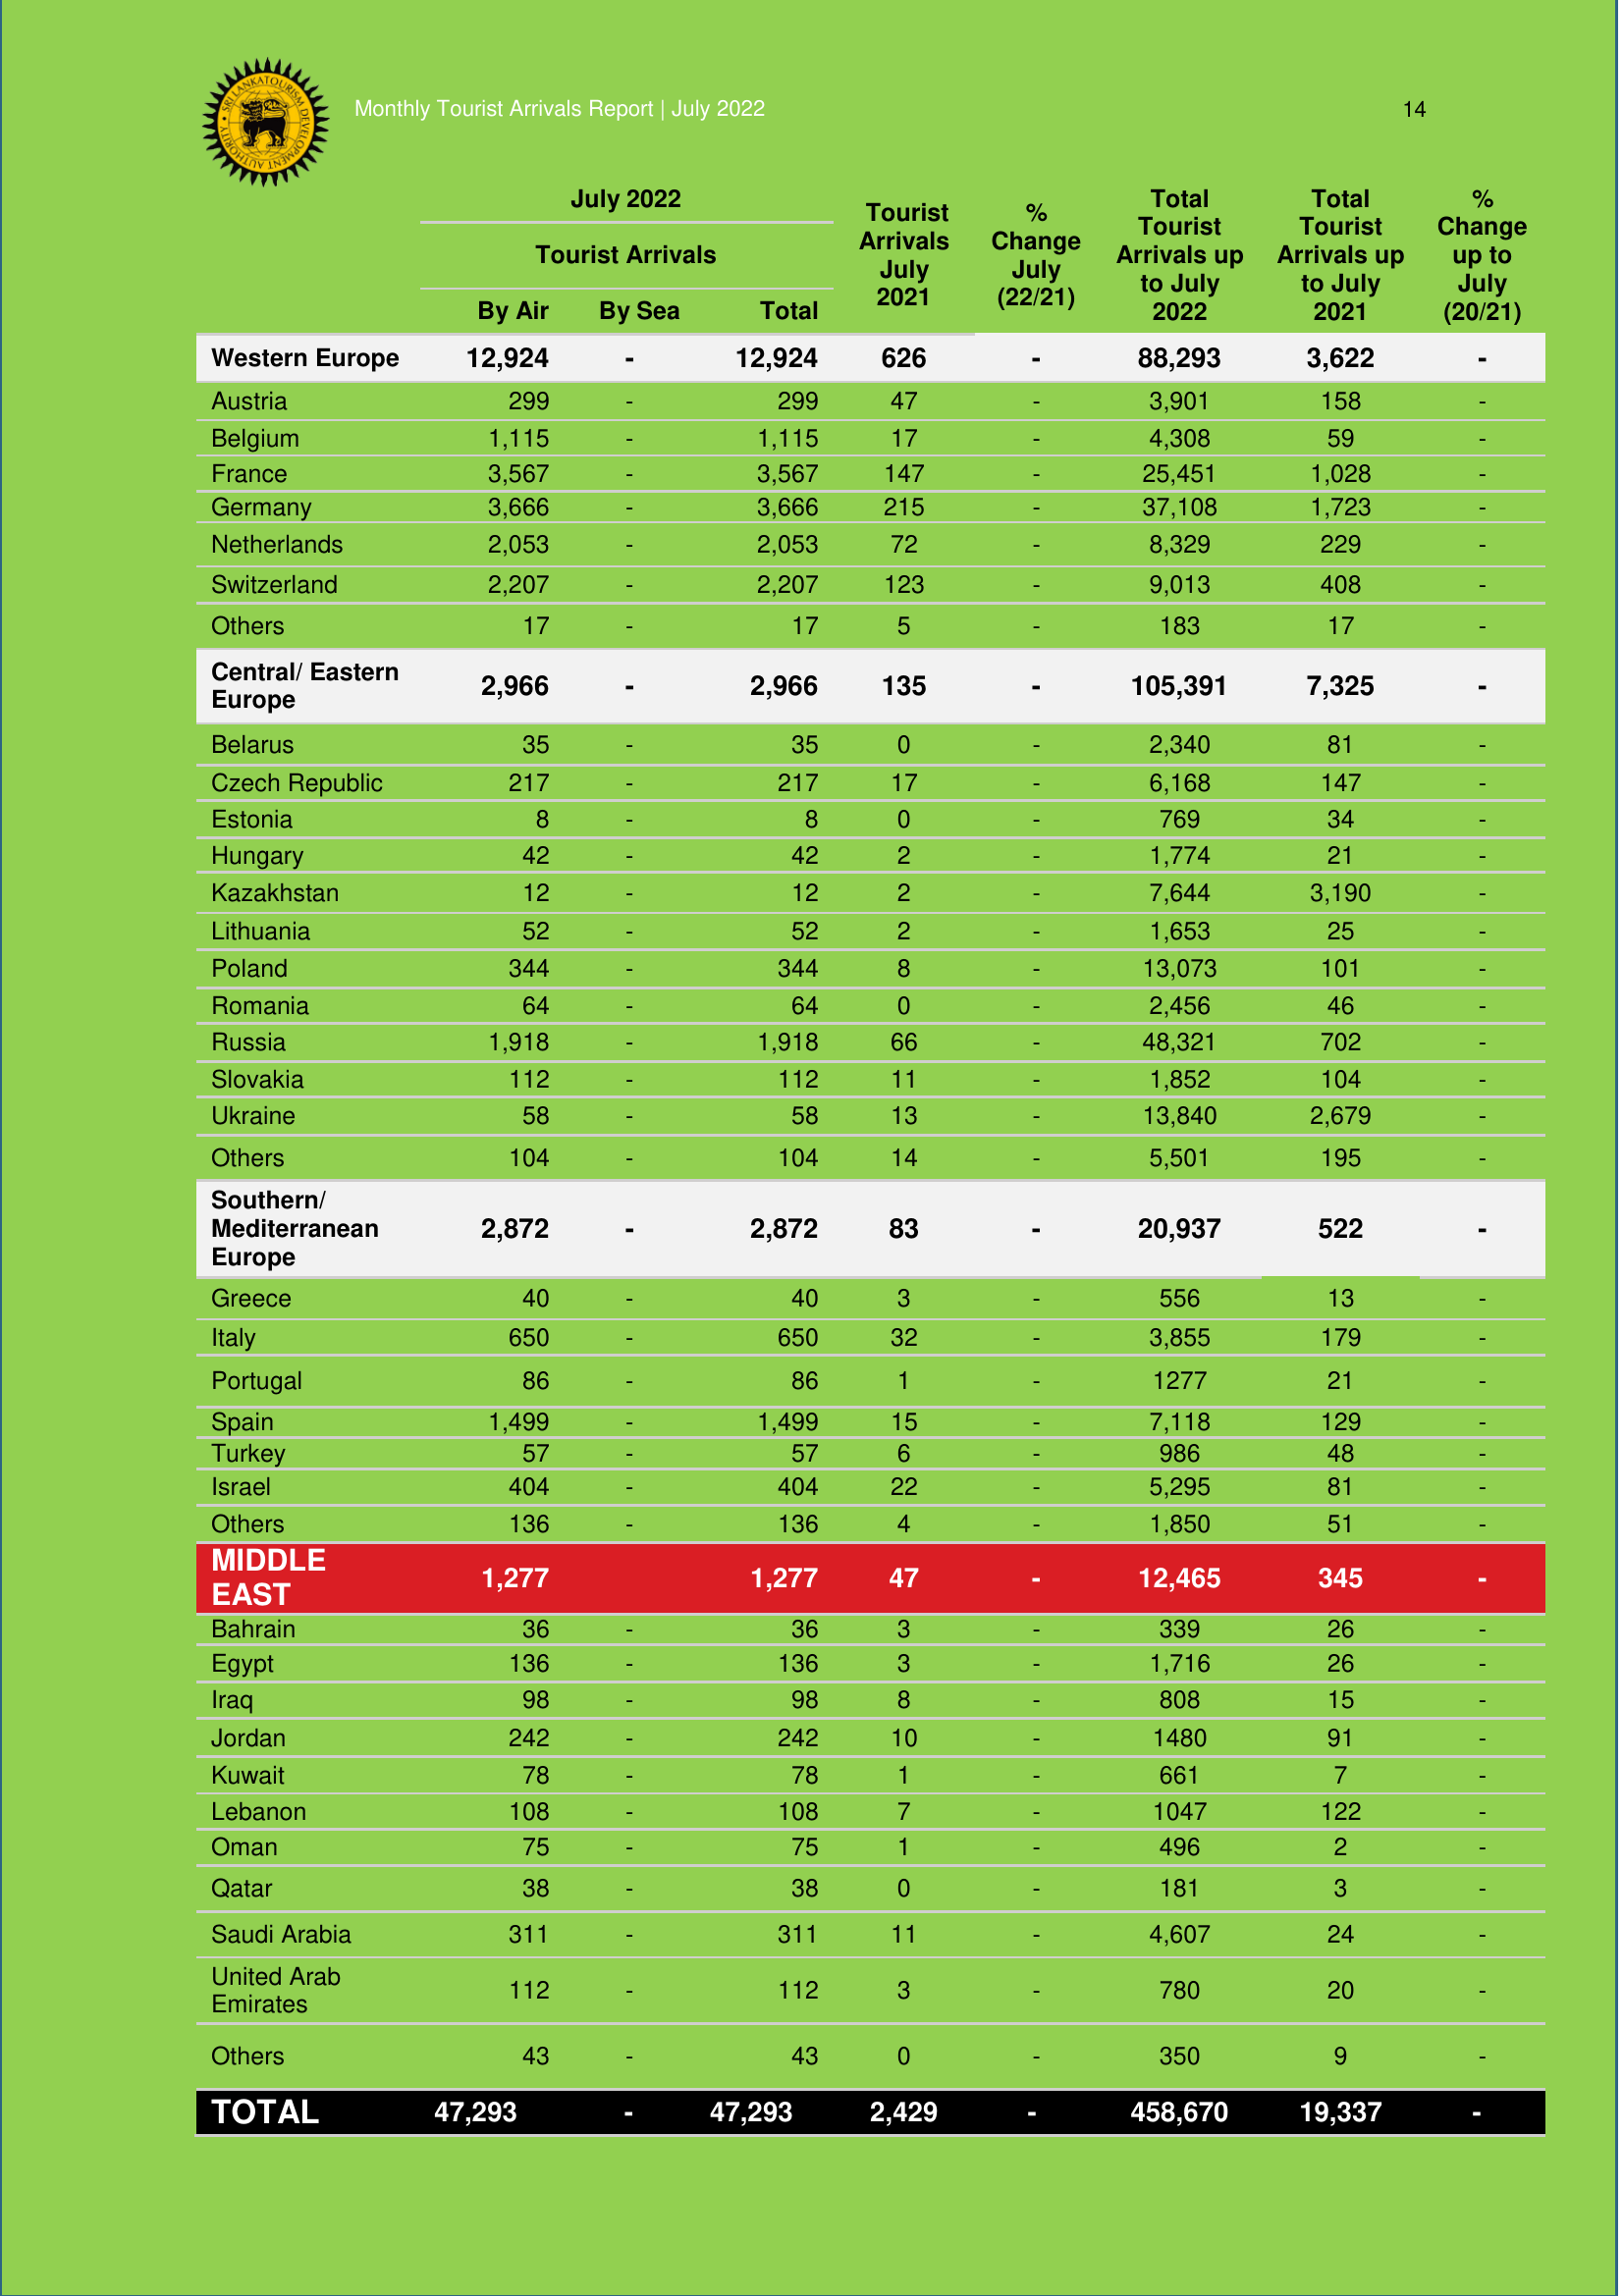 SRI LANKA TOURISM DEVELOPMENT AUTHORITY
Monthly Tourist Arrivals Report | July 2022
14
July 2022
Tourist Arrivals
By Air By Sea Total
Tourist
Arrivals
July
2021
%
Change
July
(22/21)
Total
Tourist
Arrivals up
to July
2022
Total
Tourist
Arrivals up
to July
2021
%
Change
up to
July
(20/21)
Western Europe 12,924 - 12,924 626 - 88,293 3,622 -
Austria 299 - 299 47 - 3,901 158 -
Belgium 1,115 - 1,115 17 - 4,308 59 -
France 3,567 - 3,567 147 - 25,451 1,028 -
Germany 3,666 - 3,666 215 - 37,108 1,723 -
Netherlands 2,053 - 2,053 72 - 8,329 229 -
Switzerland 2,207 - 2,207 123 - 9,013 408 -
Others 17 - 17 5 - 183 17 -
Central/ Eastern
Europe 2,966 - 2,966 135 - 105,391 7,325 -
Belarus 35 - 35 0 - 2,340 81 -
Czech Republic 217 - 217 17 - 6,168 147 -
Estonia 8 - 8 0 - 769 34 -
Hungary 42 - 42 2 - 1,774 21 -
Kazakhstan 12 - 12 2 - 7,644 3,190 -
Lithuania 52 - 52 2 - 1,653 25 -
Poland 344 - 344 8 - 13,073 101 -
Romania 64 - 64 0 - 2,456 46 -
Russia 1,918 - 1,918 66 - 48,321 702 -
Slovakia 112 - 112 11 - 1,852 104 -
Ukraine 58 - 58 13 - 13,840 2,679 -
Others 104 - 104 14 - 5,501 195 -
Southern/
Mediterranean 2,872 - 2,872 83 - 20,937 522 -
Europe
Greece 40 - 40 3 - 556 13 -
Italy 650 - 650 32 - 3,855 179 -
Portugal 86 - 86 1 - 1277 21 -
Spain 1,499 - 1,499 15 - 7,118 129 -
Turkey 57 - 57 6 - 986 48 -
Israel 404 - 404 22 - 5,295 81 -
Others 136 - 136 4 - 1,850 51 -
MIDDLE
EAST 1,277 1,277 47 - 12,465 345 -
Bahrain 36 - 36 3 - 339 26 -
Egypt 136 - 136 3 - 1,716 26 -
Iraq 98 - 98 8 - 808 15 -
Jordan 242 - 242 10 - 1480 91 -
Kuwait 78 - 78 1 - 661 7 -
Lebanon 108 - 108 7 - 1047 122 -
Oman 75 - 75 1 - 496 2 -
Qatar 38 - 38 0 - 181 3 -
Saudi Arabia 311 - 311 11 - 4,607 24 -
United Arab
Emirates 112 - 112 3 - 780 20 -
Others 43 - 43 0 - 350 9 -
TOTAL 47,293 - 47,293 2,429 - 458,670 19,337 -